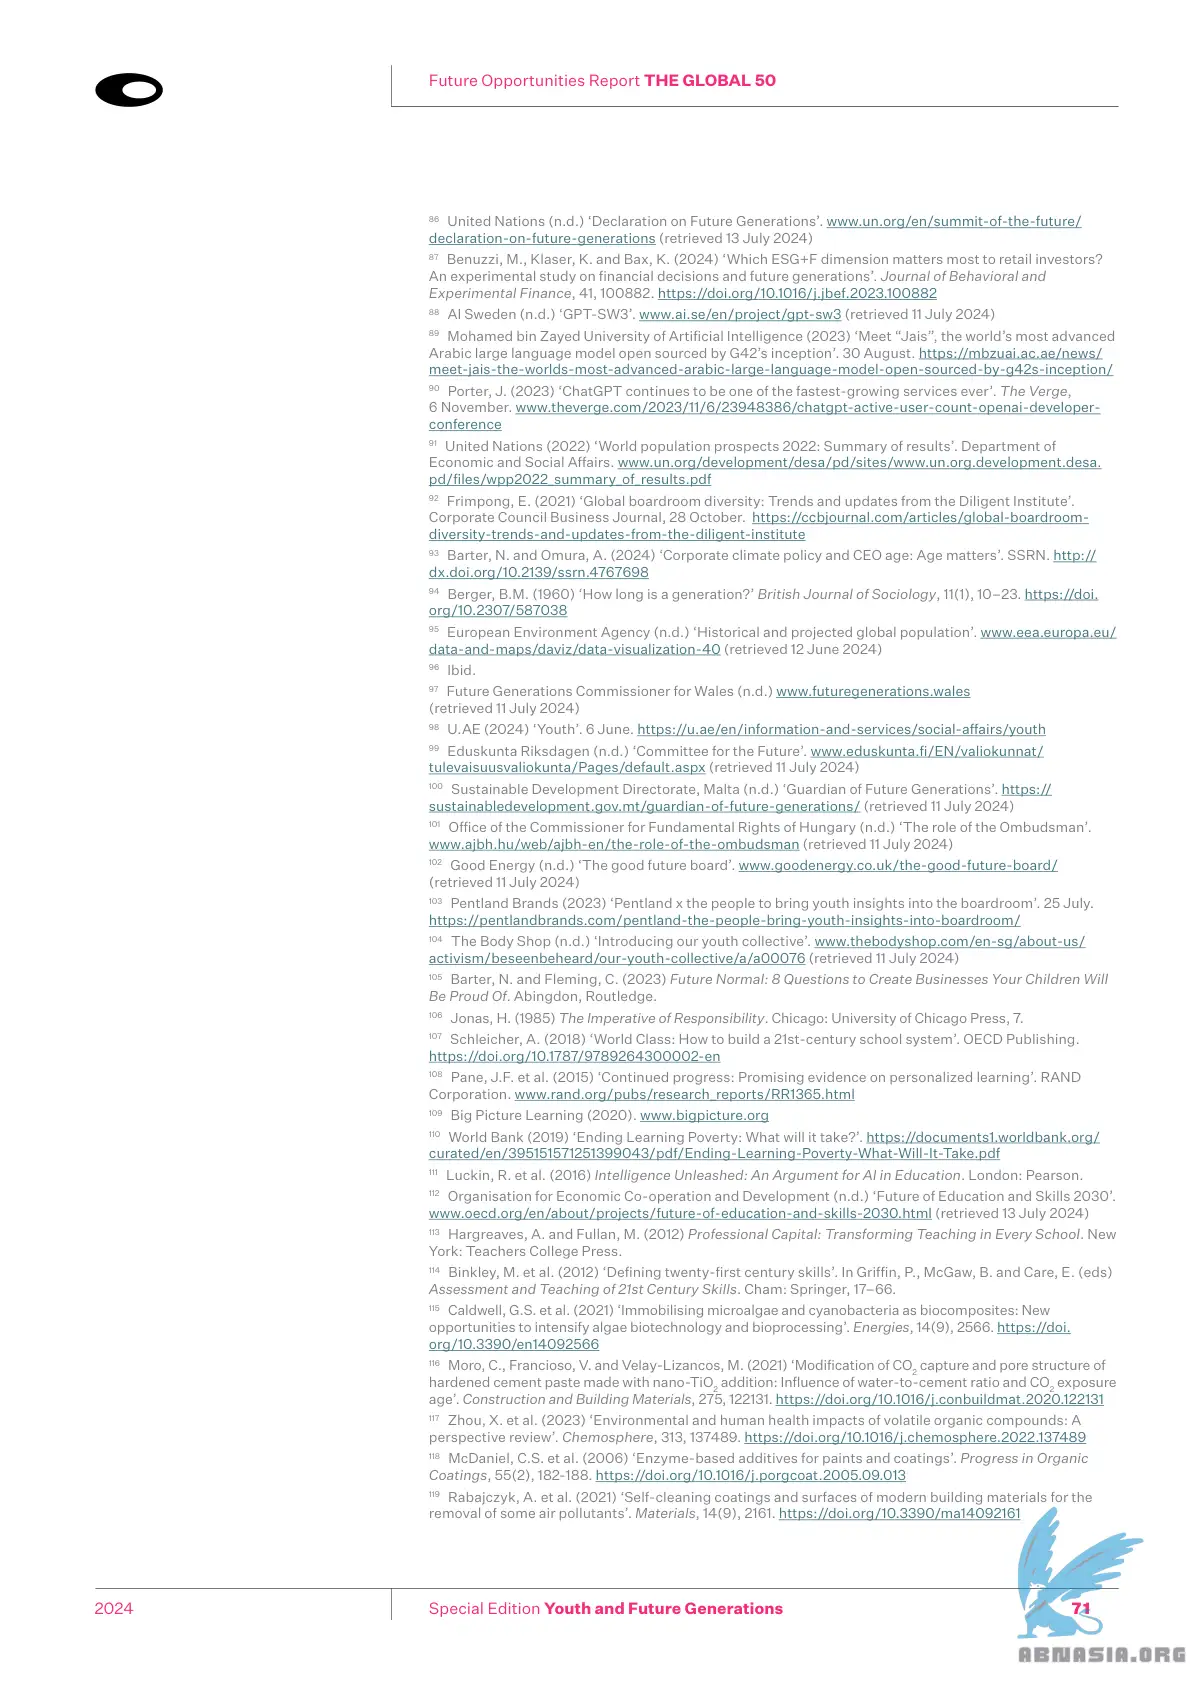 Future Opportunities Report THE GLOBAL 50
86 United Nations (n.d.) ‘Declaration on Future Generations’. www.un.org/en/summit-of-the-future/
declaration-on-future-generations (retrieved 13 July 2024)
87 Benuzzi, M., Klaser, K. and Bax, K. (2024) ‘Which ESG+F dimension matters most to retail investors?
An experimental study on financial decisions and future generations’. Journal of Behavioral and
Experimental Finance, 41, 100882. https://doi.org/10.1016/j.jbef.2023.100882
88 AI Sweden (n.d.) ‘GPT-SW3’. www.ai.se/en/project/gpt-sw3 (retrieved 11 July 2024)
89 Mohamed bin Zayed University of Artificial Intelligence (2023) ‘Meet “Jais”, the world’s most advanced
Arabic large language model open sourced by G42’s inception’. 30 August. https://mbzuai.ac.ae/news/
meet-jais-the-worlds-most-advanced-arabic-large-language-model-open-sourced-by-g42s-inception/
90 Porter, J. (2023) ‘ChatGPT continues to be one of the fastest-growing services ever’. The Verge,
6 November. www.theverge.com/2023/11/6/23948386/chatgpt-active-user-count-openai-developer-
conference
91 United Nations (2022) ‘World population prospects 2022: Summary of results’. Department of
Economic and Social Affairs. www.un.org/development/desa/pd/sites/www.un.org.development.desa.
pd/files/wpp2022_summary_of_results.pdf
92 Frimpong, E. (2021) ‘Global boardroom diversity: Trends and updates from the Diligent Institute’.
Corporate Council Business Journal, 28 October. https://ccbjournal.com/articles/global-boardroom-
diversity-trends-and-updates-from-the-diligent-institute
93 Barter, N. and Omura, A. (2024) ‘Corporate climate policy and CEO age: Age matters’. SSRN. http://
dx.doi.org/10.2139/ssrn.4767698
94 Berger, B.M. (1960) ‘How long is a generation?’ British Journal of Sociology, 11(1), 10–23. https://doi.
org/10.2307/587038
95 European Environment Agency (n.d.) ‘Historical and projected global population’. www.eea.europa.eu/
data-and-maps/daviz/data-visualization-40 (retrieved 12 June 2024)
96 Ibid.
97 Future Generations Commissioner for Wales (n.d.) www.futuregenerations.wales
(retrieved 11 July 2024)
98 U.AE (2024) ‘Youth’. 6 June. https://u.ae/en/information-and-services/social-affairs/youth
99 Eduskunta Riksdagen (n.d.) ‘Committee for the Future’. www.eduskunta.fi/EN/valiokunnat/
tulevaisuusvaliokunta/Pages/default.aspx (retrieved 11 July 2024)
100 Sustainable Development Directorate, Malta (n.d.) ‘Guardian of Future Generations’. https://
sustainabledevelopment.gov.mt/guardian-of-future-generations/ (retrieved 11 July 2024)
101 Office of the Commissioner for Fundamental Rights of Hungary (n.d.) ‘The role of the Ombudsman’.
www.ajbh.hu/web/ajbh-en/the-role-of-the-ombudsman (retrieved 11 July 2024)
102 Good Energy (n.d.) ‘The good future board’. www.goodenergy.co.uk/the-good-future-board/
(retrieved 11 July 2024)
103 Pentland Brands (2023) ‘Pentland x the people to bring youth insights into the boardroom’. 25 July.
https://pentlandbrands.com/pentland-the-people-bring-youth-insights-into-boardroom/
104 The Body Shop (n.d.) ‘Introducing our youth collective’. www.thebodyshop.com/en-sg/about-us/
activism/beseenbeheard/our-youth-collective/a/a00076 (retrieved 11 July 2024)
105 Barter, N. and Fleming, C. (2023) Future Normal: 8 Questions to Create Businesses Your Children Will
Be Proud Of. Abingdon, Routledge.
106 Jonas, H. (1985) The Imperative of Responsibility. Chicago: University of Chicago Press, 7.
107 Schleicher, A. (2018) ‘World Class: How to build a 21st-century school system’. OECD Publishing.
https://doi.org/10.1787/9789264300002-en
108 Pane, J.F. et al. (2015) ‘Continued progress: Promising evidence on personalized learning’. RAND
Corporation. www.rand.org/pubs/research_reports/RR1365.html
109 Big Picture Learning (2020). www.bigpicture.org
110 World Bank (2019) ‘Ending Learning Poverty: What will it take?’. https://documents1.worldbank.org/
curated/en/395151571251399043/pdf/Ending-Learning-Poverty-What-Will-It-Take.pdf
111 Luckin, R. et al. (2016) Intelligence Unleashed: An Argument for AI in Education. London: Pearson.
112 Organisation for Economic Co-operation and Development (n.d.) ‘Future of Education and Skills 2030’.
www.oecd.org/en/about/projects/future-of-education-and-skills-2030.html (retrieved 13 July 2024)
113 Hargreaves, A. and Fullan, M. (2012) Professional Capital: Transforming Teaching in Every School. New
York: Teachers College Press.
114 Binkley, M. et al. (2012) ‘Defining twenty-first century skills’. In Griffin, P., McGaw, B. and Care, E. (eds)
Assessment and Teaching of 21st Century Skills. Cham: Springer, 17–66.
115 Caldwell, G.S. et al. (2021) ‘Immobilising microalgae and cyanobacteria as biocomposites: New
opportunities to intensify algae biotechnology and bioprocessing’. Energies, 14(9), 2566. https://doi.
org/10.3390/en14092566
116 Moro, C., Francioso, V. and Velay-Lizancos, M. (2021) ‘Modification of CO2 capture and pore structure of
hardened cement paste made with nano-TiO2 addition: Influence of water-to-cement ratio and CO2 exposure
age’. Construction and Building Materials, 275, 122131. https://doi.org/10.1016/j.conbuildmat.2020.122131
117 Zhou, X. et al. (2023) ‘Environmental and human health impacts of volatile organic compounds: A
perspective review’. Chemosphere, 313, 137489. https://doi.org/10.1016/j.chemosphere.2022.137489
118 McDaniel, C.S. et al. (2006) ‘Enzyme-based additives for paints and coatings’. Progress in Organic
Coatings, 55(2), 182-188. https://doi.org/10.1016/j.porgcoat.2005.09.013
119 Rabajczyk, A. et al. (2021) ‘Self-cleaning coatings and surfaces of modern building materials for the
removal of some air pollutants’. Materials, 14(9), 2161. https://doi.org/10.3390/ma14092161
2024
Special Edition Youth and Future Generations
71
ABNASIA.ORG